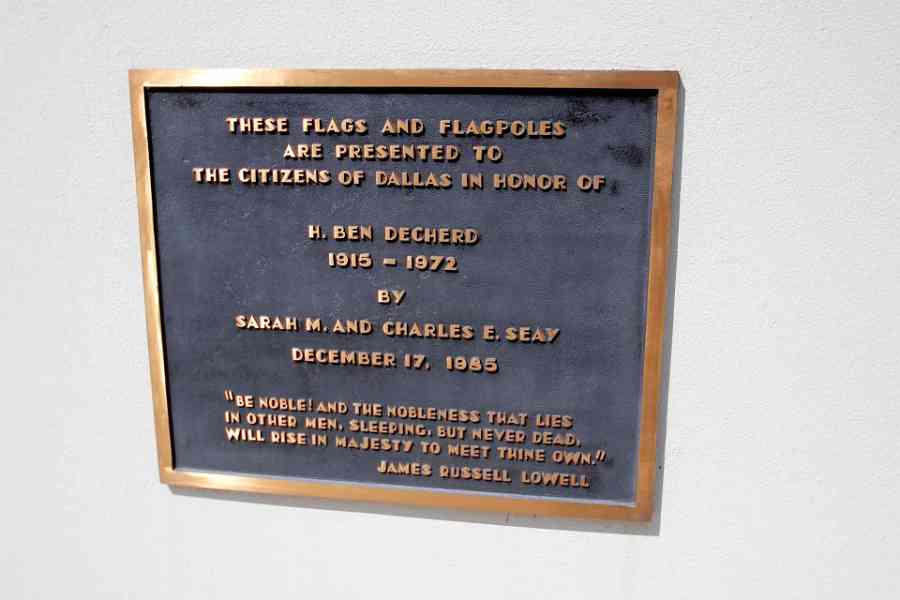 THESE FLAGS AND FLAGPOLES
ARE PRESENTED TO
THE CITIZENS OF DALLAS IN HONOR OF
H. BEN DECHERD
1915 - 1972
BY
SARAH M. AND CHARLES E. SEAY
DECEMBER 17, 1985
"BE NOBLE! AND THE NOBLENESS THAT LIES
IN OTHER MEN, SLEEPING, BUT NEVER DEAD,
WILL RISE IN MAJESTY TO MEET THINE OWN."
JAMES RUSSELL LOWELL